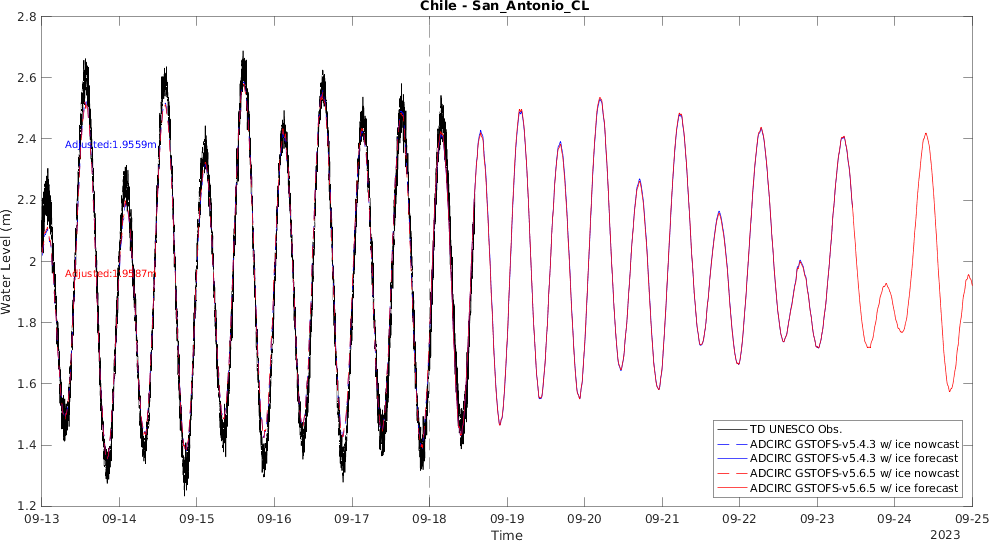 Chile - San_Antonio_CL
2.8
2.6
2.4
2.2
2
1.8
1.6
1.4
1.2
Water Level (m)
Adjusted:1.9559m
Adjusted:1.9587m
TD UNESCO Obs.
ADCIRC GSTOFS-v5.4.3 w/ ice nowcast
ADCIRC GSTOFS-v5.4.3 w/ ice forecast
ADCIRC GSTOFS-v5.6.5 w/ ice nowcast
ADCIRC GSTOFS-v5.6.5 w/ ice forecast
09-13 09-14 09-15 09-16 09-17 09-18 09-19 09-20 09-21 09-22 09-23 09-24 09-25
Time
2023